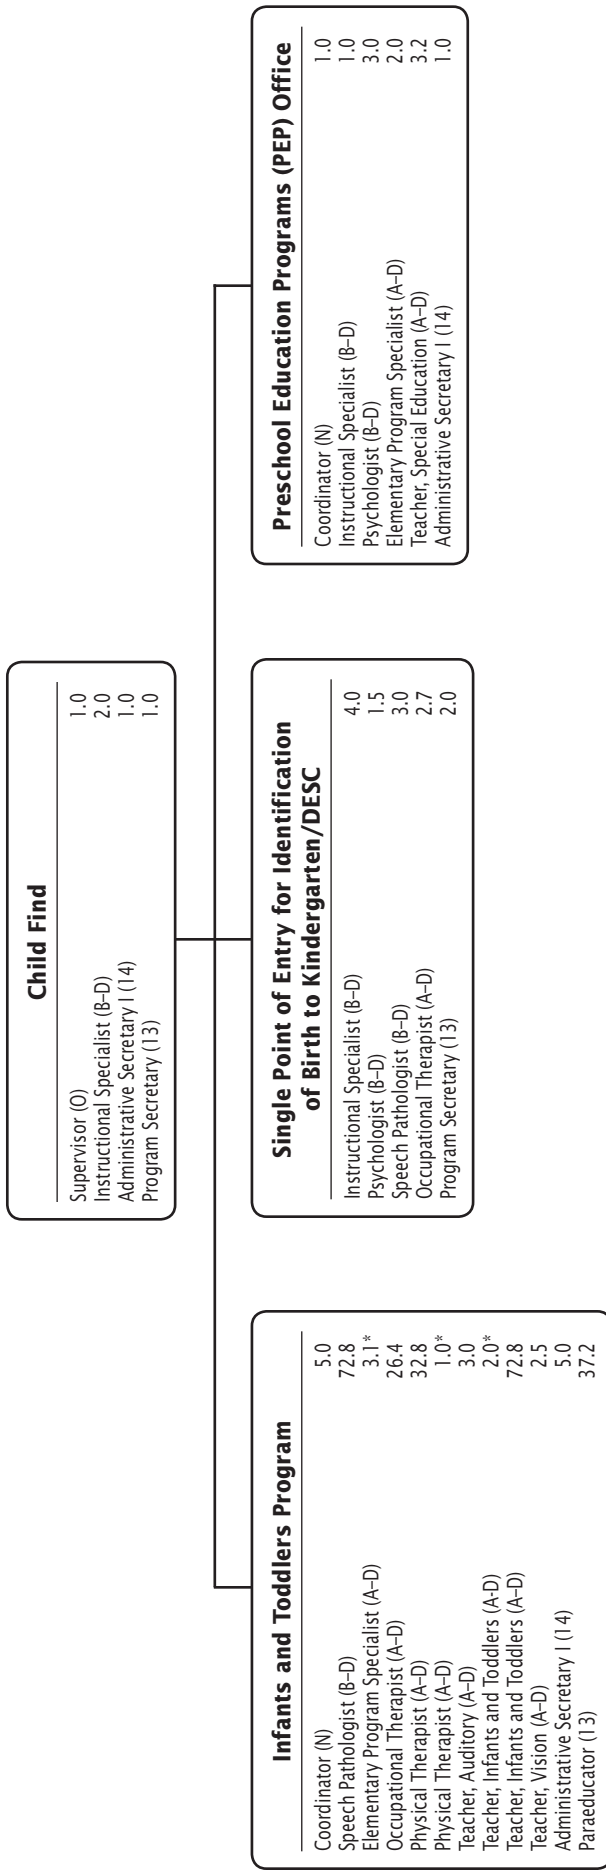 Child Find
Supervisor (O) 1.0
Instructional Specialist (B–D) 2.0
Administrative Secretary I (14) 1.0
Program Secretary (13) 1.0
Infants and Toddlers Program
Coordinator (N) 5.0
Speech Pathologist (B–D) 72.8
Elementary Program Specialist (A–D) 3.1*
Occupational Therapist (A–D) 26.4
Physical Therapist (A–D) 32.8
Physical Therapist (A–D) 1.0*
Teacher, Auditory (A–D) 3.0
Teacher, Infants and Toddlers (A-D) 2.0*
Teacher, Infants and Toddlers (A–D) 72.8
Teacher, Vision (A–D) 2.5
Administrative Secretary I (14) 5.0
Paraeducator (13) 37.2
Single Point of Entry for Identification
of Birth to Kindergarten/DESC
Instructional Specialist (B–D) 4.0
Psychologist (B–D) 1.5
Speech Pathologist (B–D) 3.0
Occupational Therapist (A–D) 2.7
Program Secretary (13) 2.0
Preschool Education Programs (PEP) Office
Coordinator (N) 1.0
Instructional Specialist (B–D) 1.0
Psychologist (B–D) 3.0
Elementary Program Specialist (A–D) 2.0
Teacher, Special Education (A–D) 3.2
Administrative Secretary I (14) 1.0